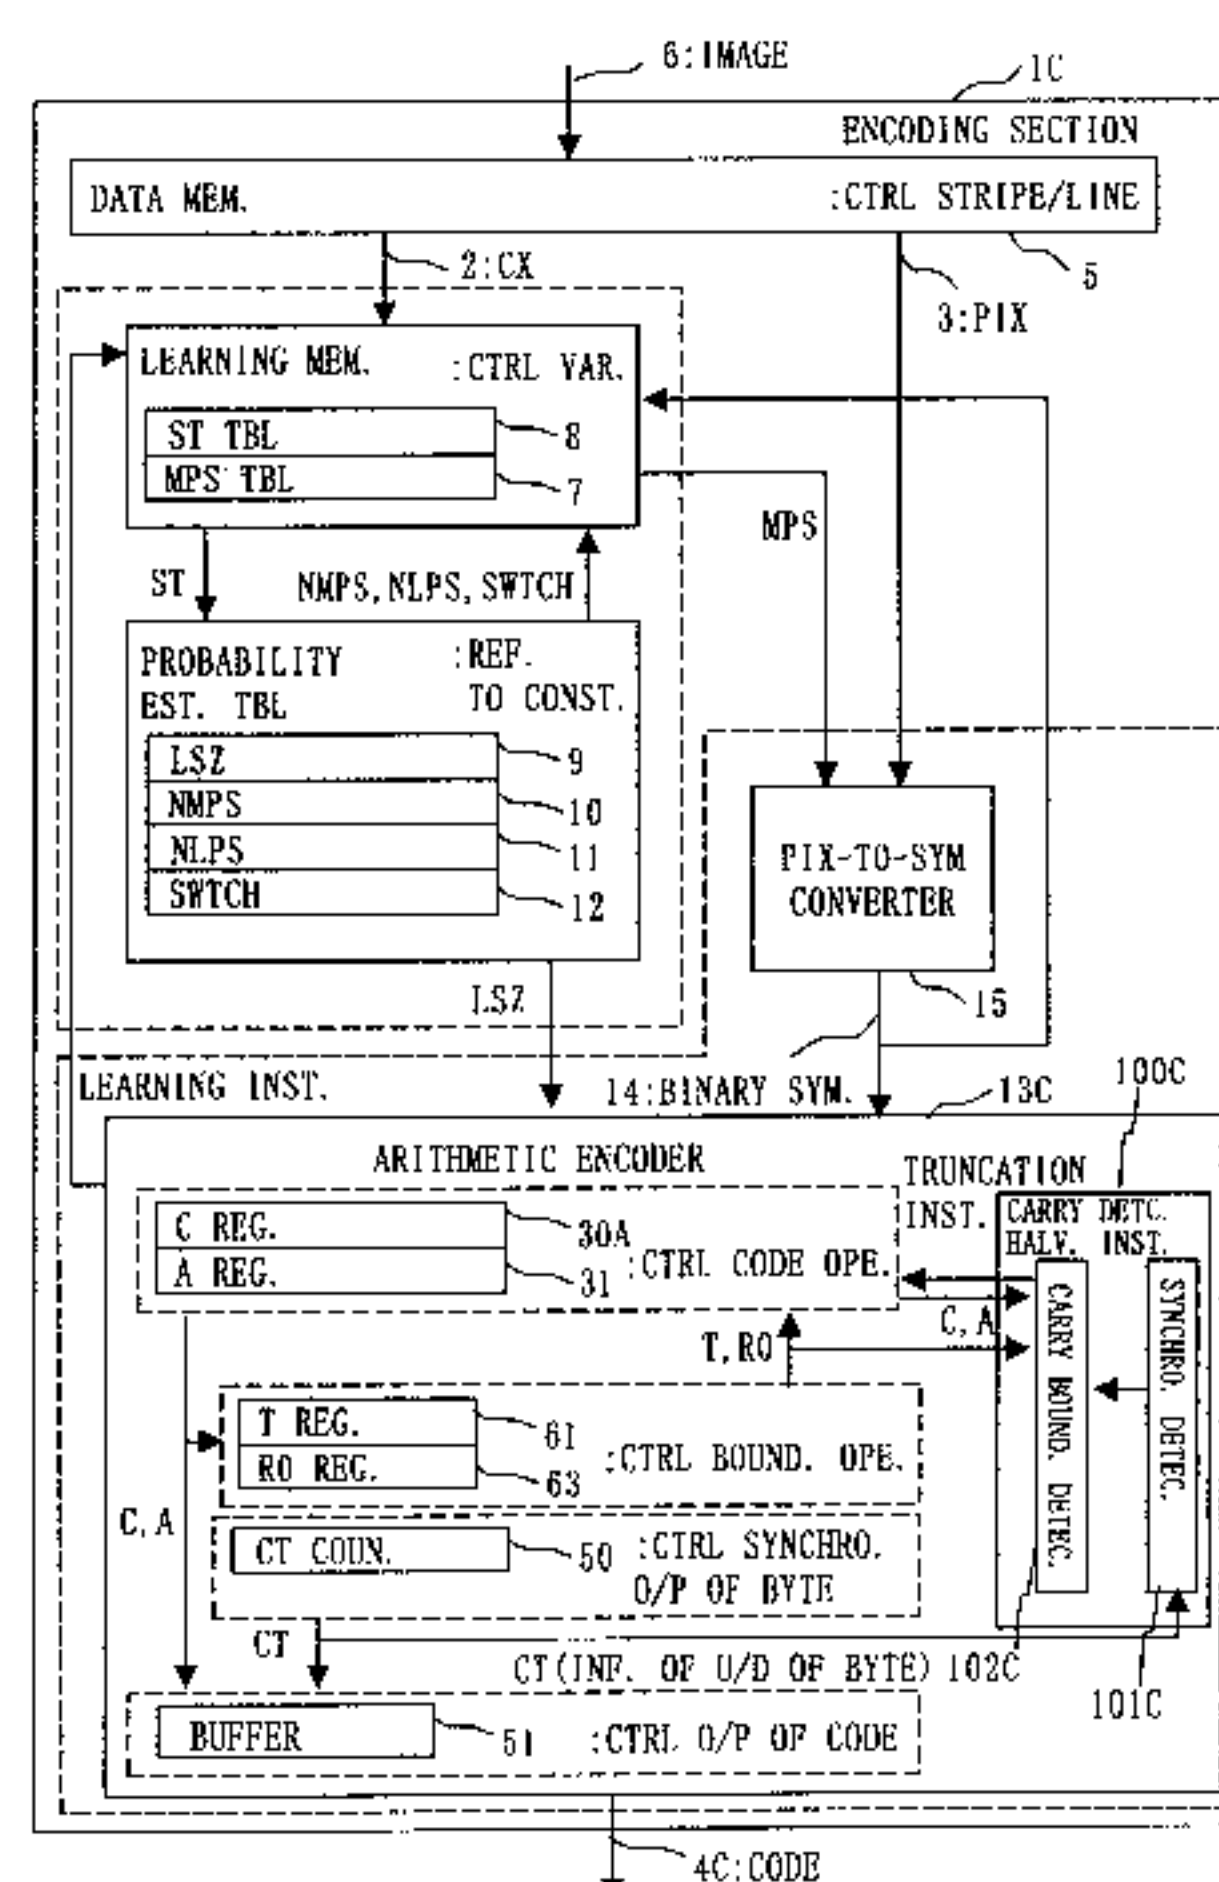 6:IMAGE
1C
ENCODING SECTION
DATA MEM.
:CTRL STRIPE/LINE
2:CX
5
3:PIX
LEARNING MEM.
:CTRL VAR.
ST TBL
8
MPS TBL
7
MPS
ST
NMPS,NLPS,SWTCH
PROBABILITY
EST. TBL
:REF.
TO CONST.
LSZ
9
NMPS
10
NLPS
11
SWTCH
12
PIX-TO-SYM
CONVERTER
15
LSZ
LEARNING INST.
14:BINARY SYM.
13C
100C
ARITHMETIC ENCODER
TRUNCATION
INST.
CARRY DETC.
HALV. INST.
C REG.
30A
A REG.
31
:CTRL CODE OPE.
C,A
T,RO
CARRY BOUND. DETEC.
SYNCHRO. DETEC.
T REG.
61
RO REG.
63
:CTRL BOUND. OPE.
C,A
CT COUN.
50
:CTRL SYNCHRO.
O/P OF BYTE
CT
CT(INF. OF U/D OF BYTE)
102C
101C
BUFFER
51
:CTRL O/P OF CODE
4C:CODE